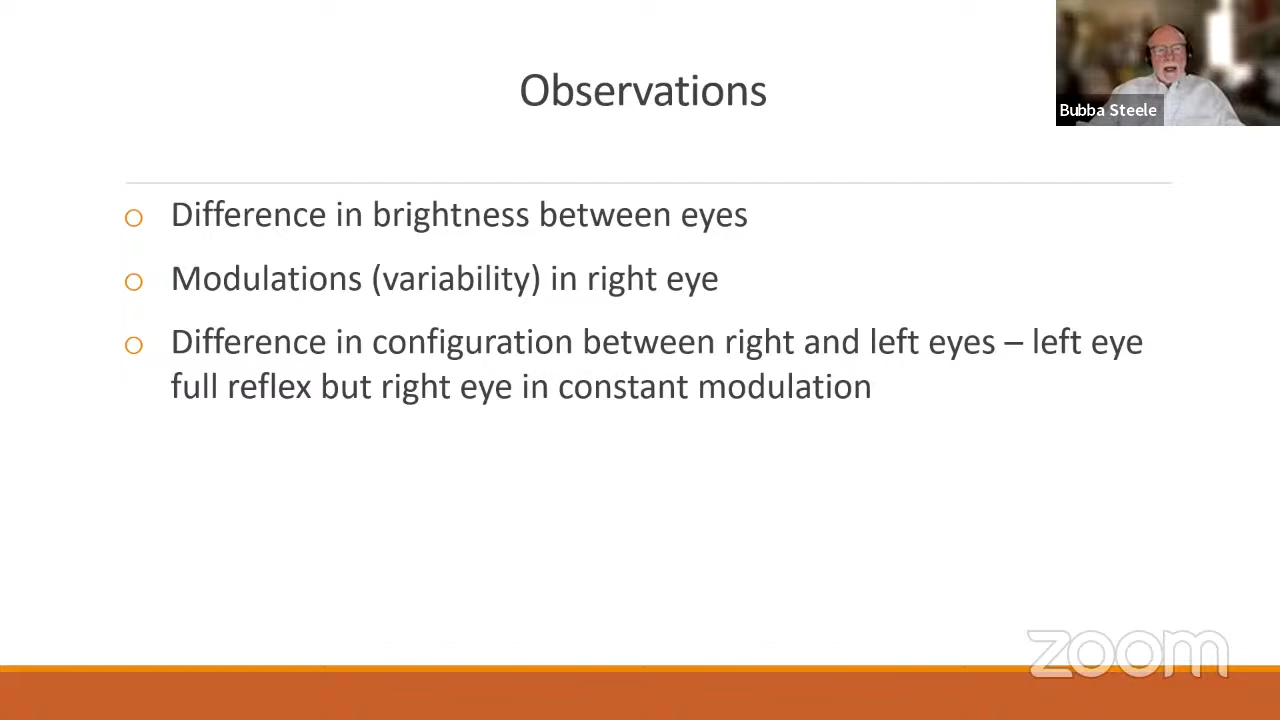 Observations
Bubba Steele
o Difference in brightness between eyes
o Modulations (variability) in right eye
o Difference in configuration between right and left eyes – left eye
full reflex but right eye in constant modulation
zoom